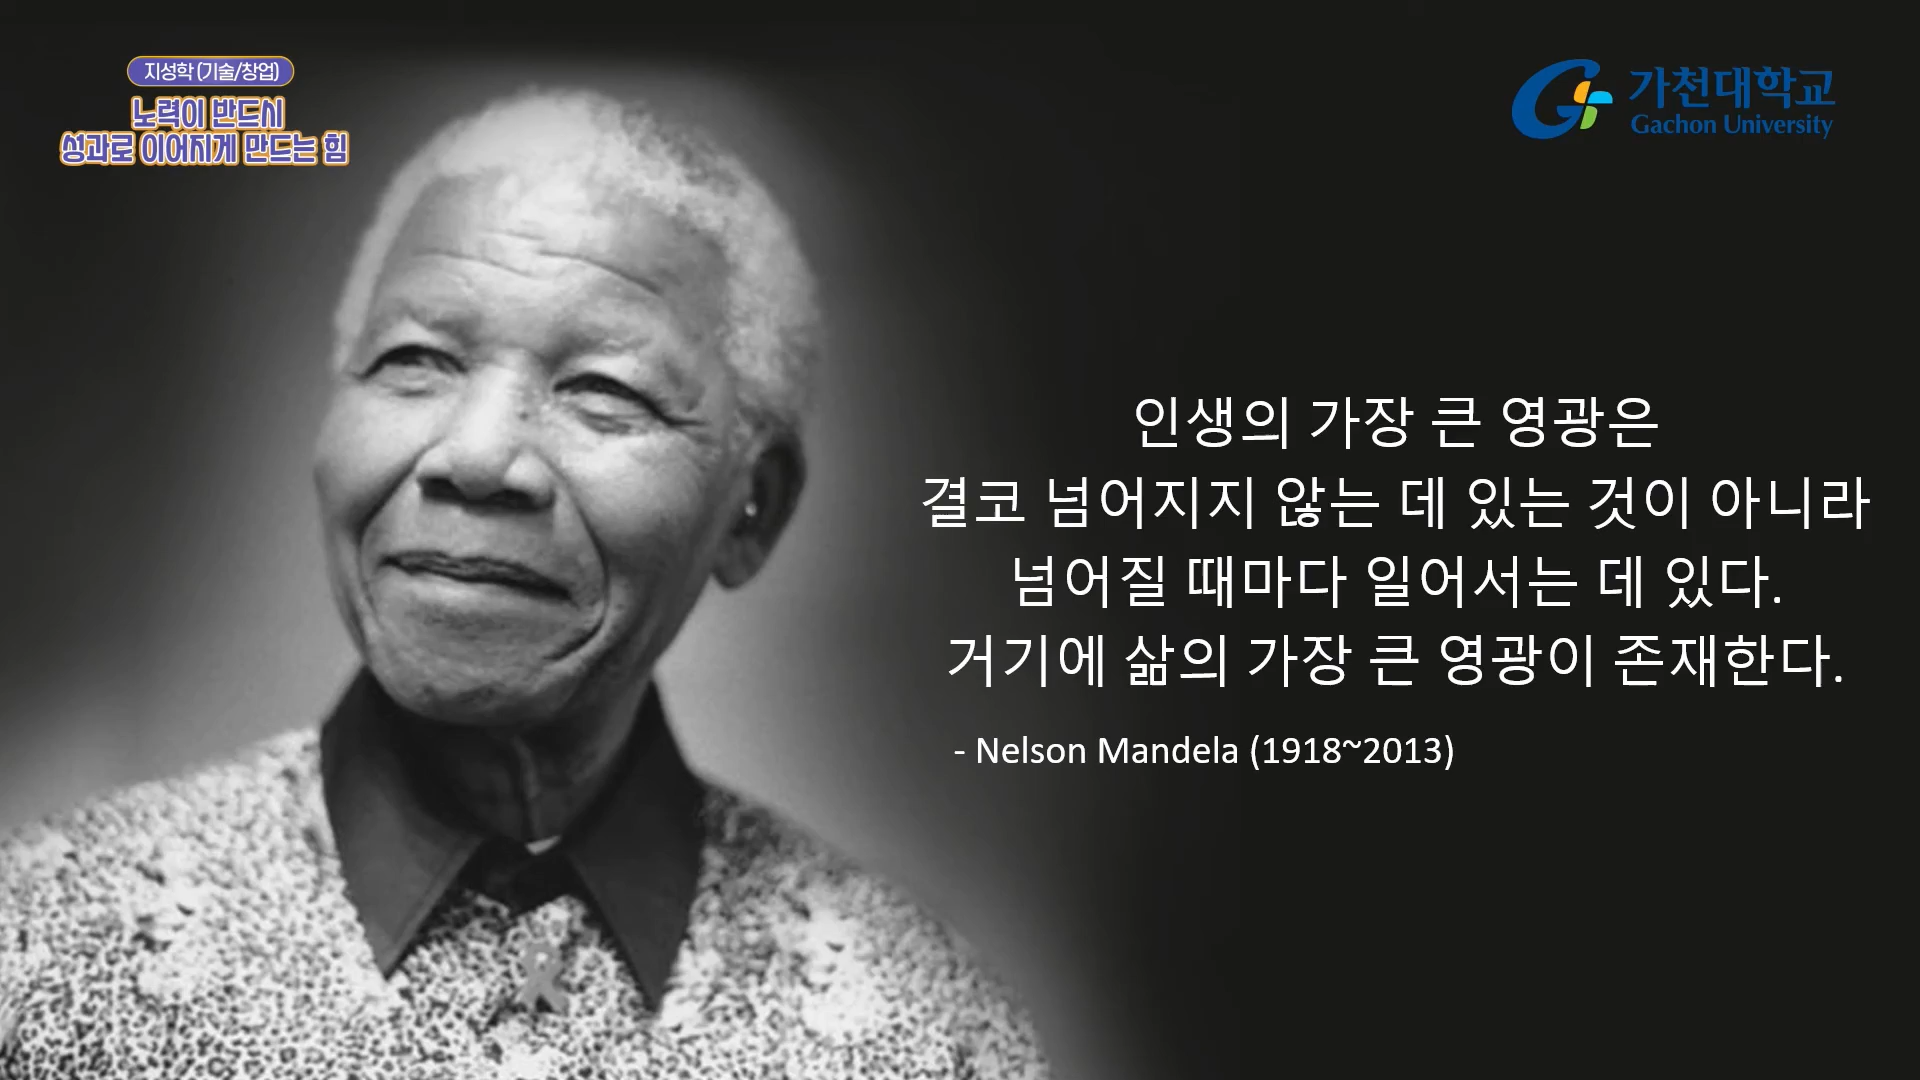 지성학(기술/창업)
노력이 반드시
성과로 이어지게 만드는 힘
가천대학교
Gachon University
인생의 가장 큰 영광은
결코 넘어지지 않는 데 있는 것이 아니라
넘어질 때마다 일어서는 데 있다.
거기에 삶의 가장 큰 영광이 존재한다.
- Nelson Mandela (1918~2013)